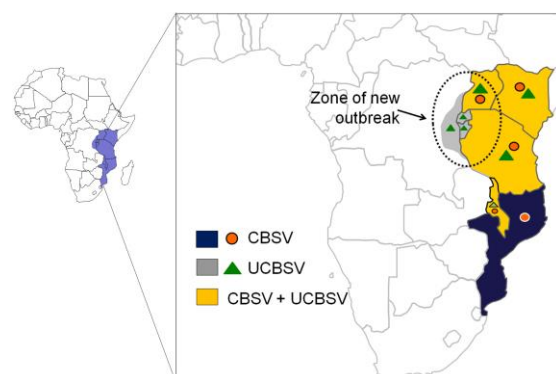 Zone of new
outbreak
CBSV
UCBSV
CBSV + UCBSV